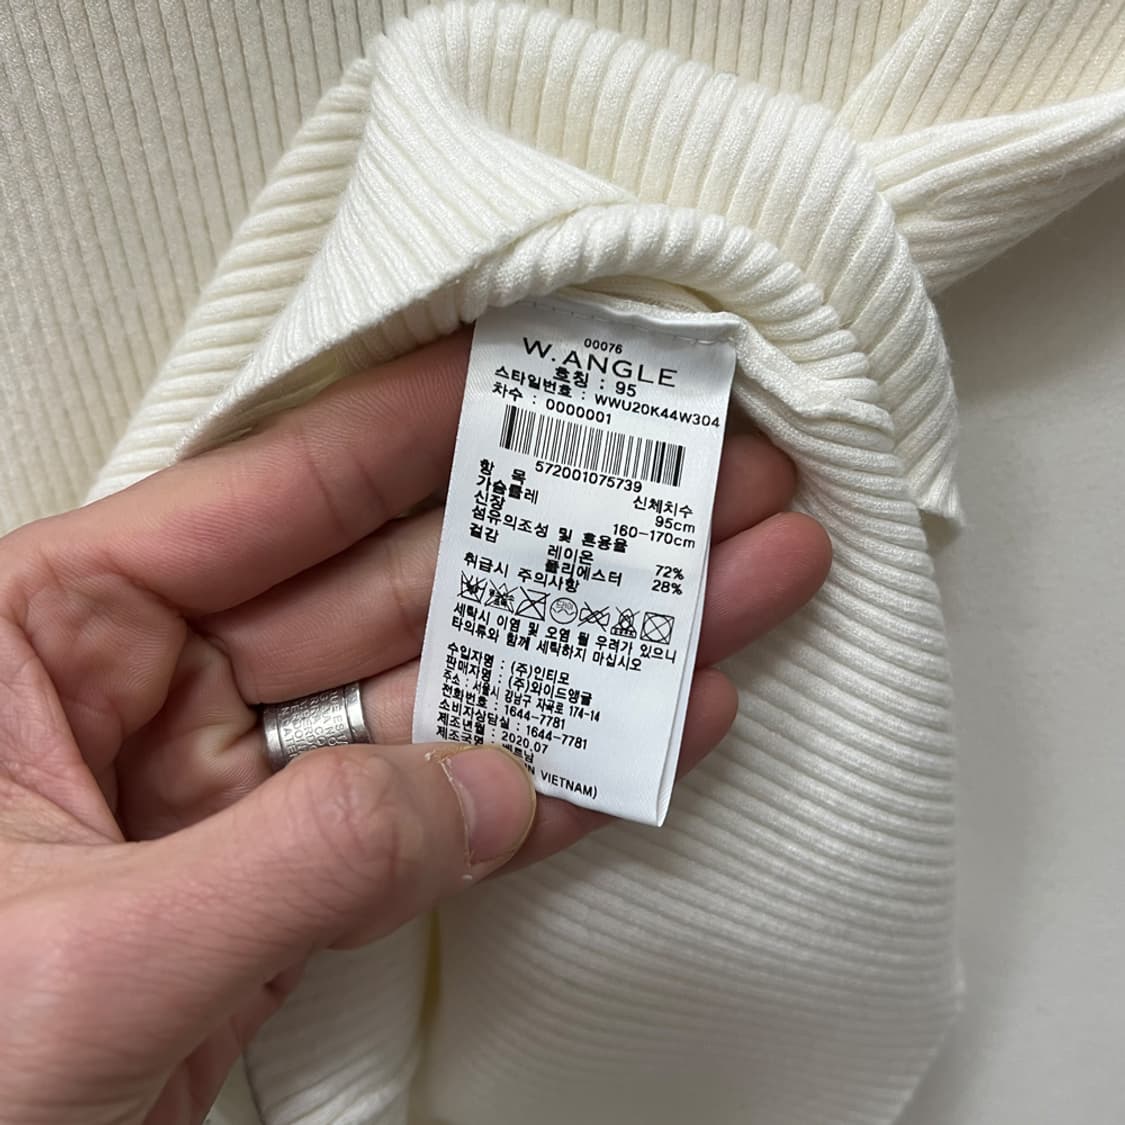 00076
W.ANGLE
호칭 : 95
스타일번호 : WWU20K44W304
차수 : 0000001
572001075739
항 목 신체치수
가슴둘레 95cm
신장 160-170cm
섬유의조성 및 혼용율
겉감 레이온 72%
폴리에스터 28%
취급시 주의사항
세탁시 이염 및 오염 될 우려가 있으니
타의류와 함께 세탁하지 마십시오
수입자명 : (주)인티모
판매자명 : (주)와이드앵글
주소 : 서울시 강남구 자곡로 174-14
전화번호 : 1644-7781
소비자상담실 : 1644-7781
제조년월 : 2020.07
제조국명 : 베트남
IN VIETNAM)